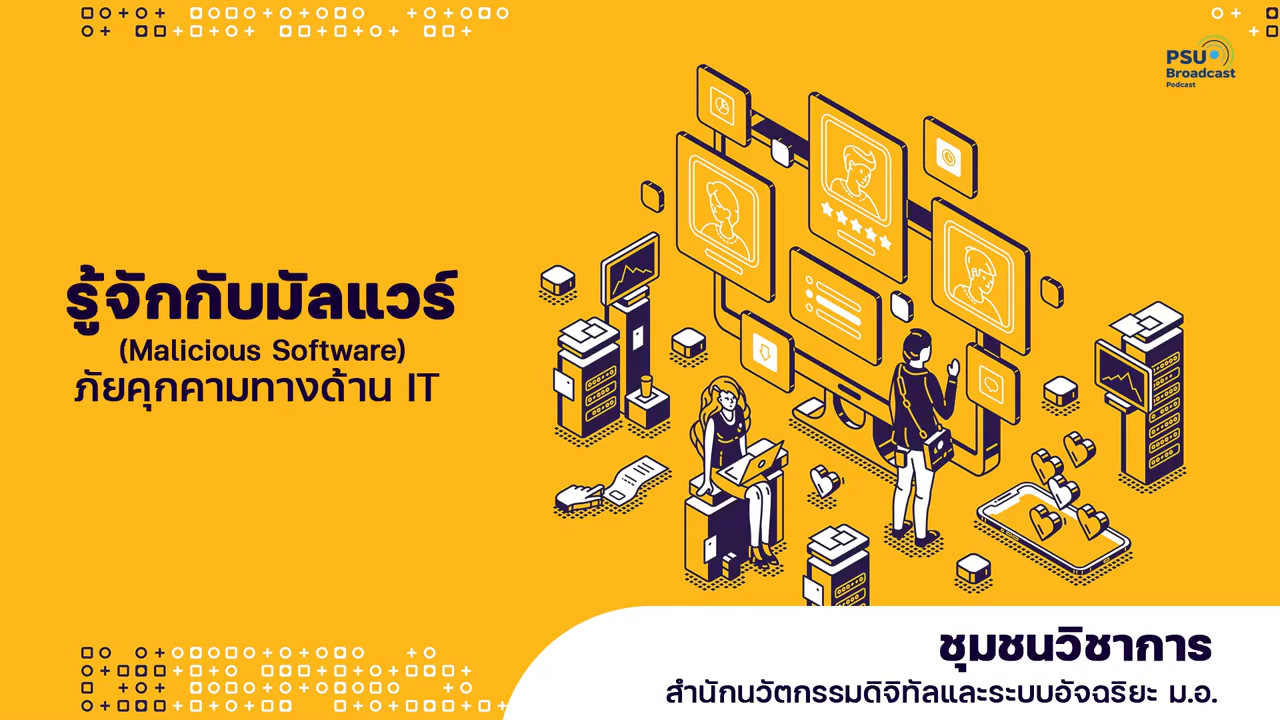 PSU
Broadcast
Podcast
รู้จักกับมัลแวร์
(Malicious Software)
ภัยคุกคามทางด้าน IT
ชุมชนวิชาการ
สำนักนวัตกรรมดิจิทัลและระบบอัจฉริยะ ม.อ.